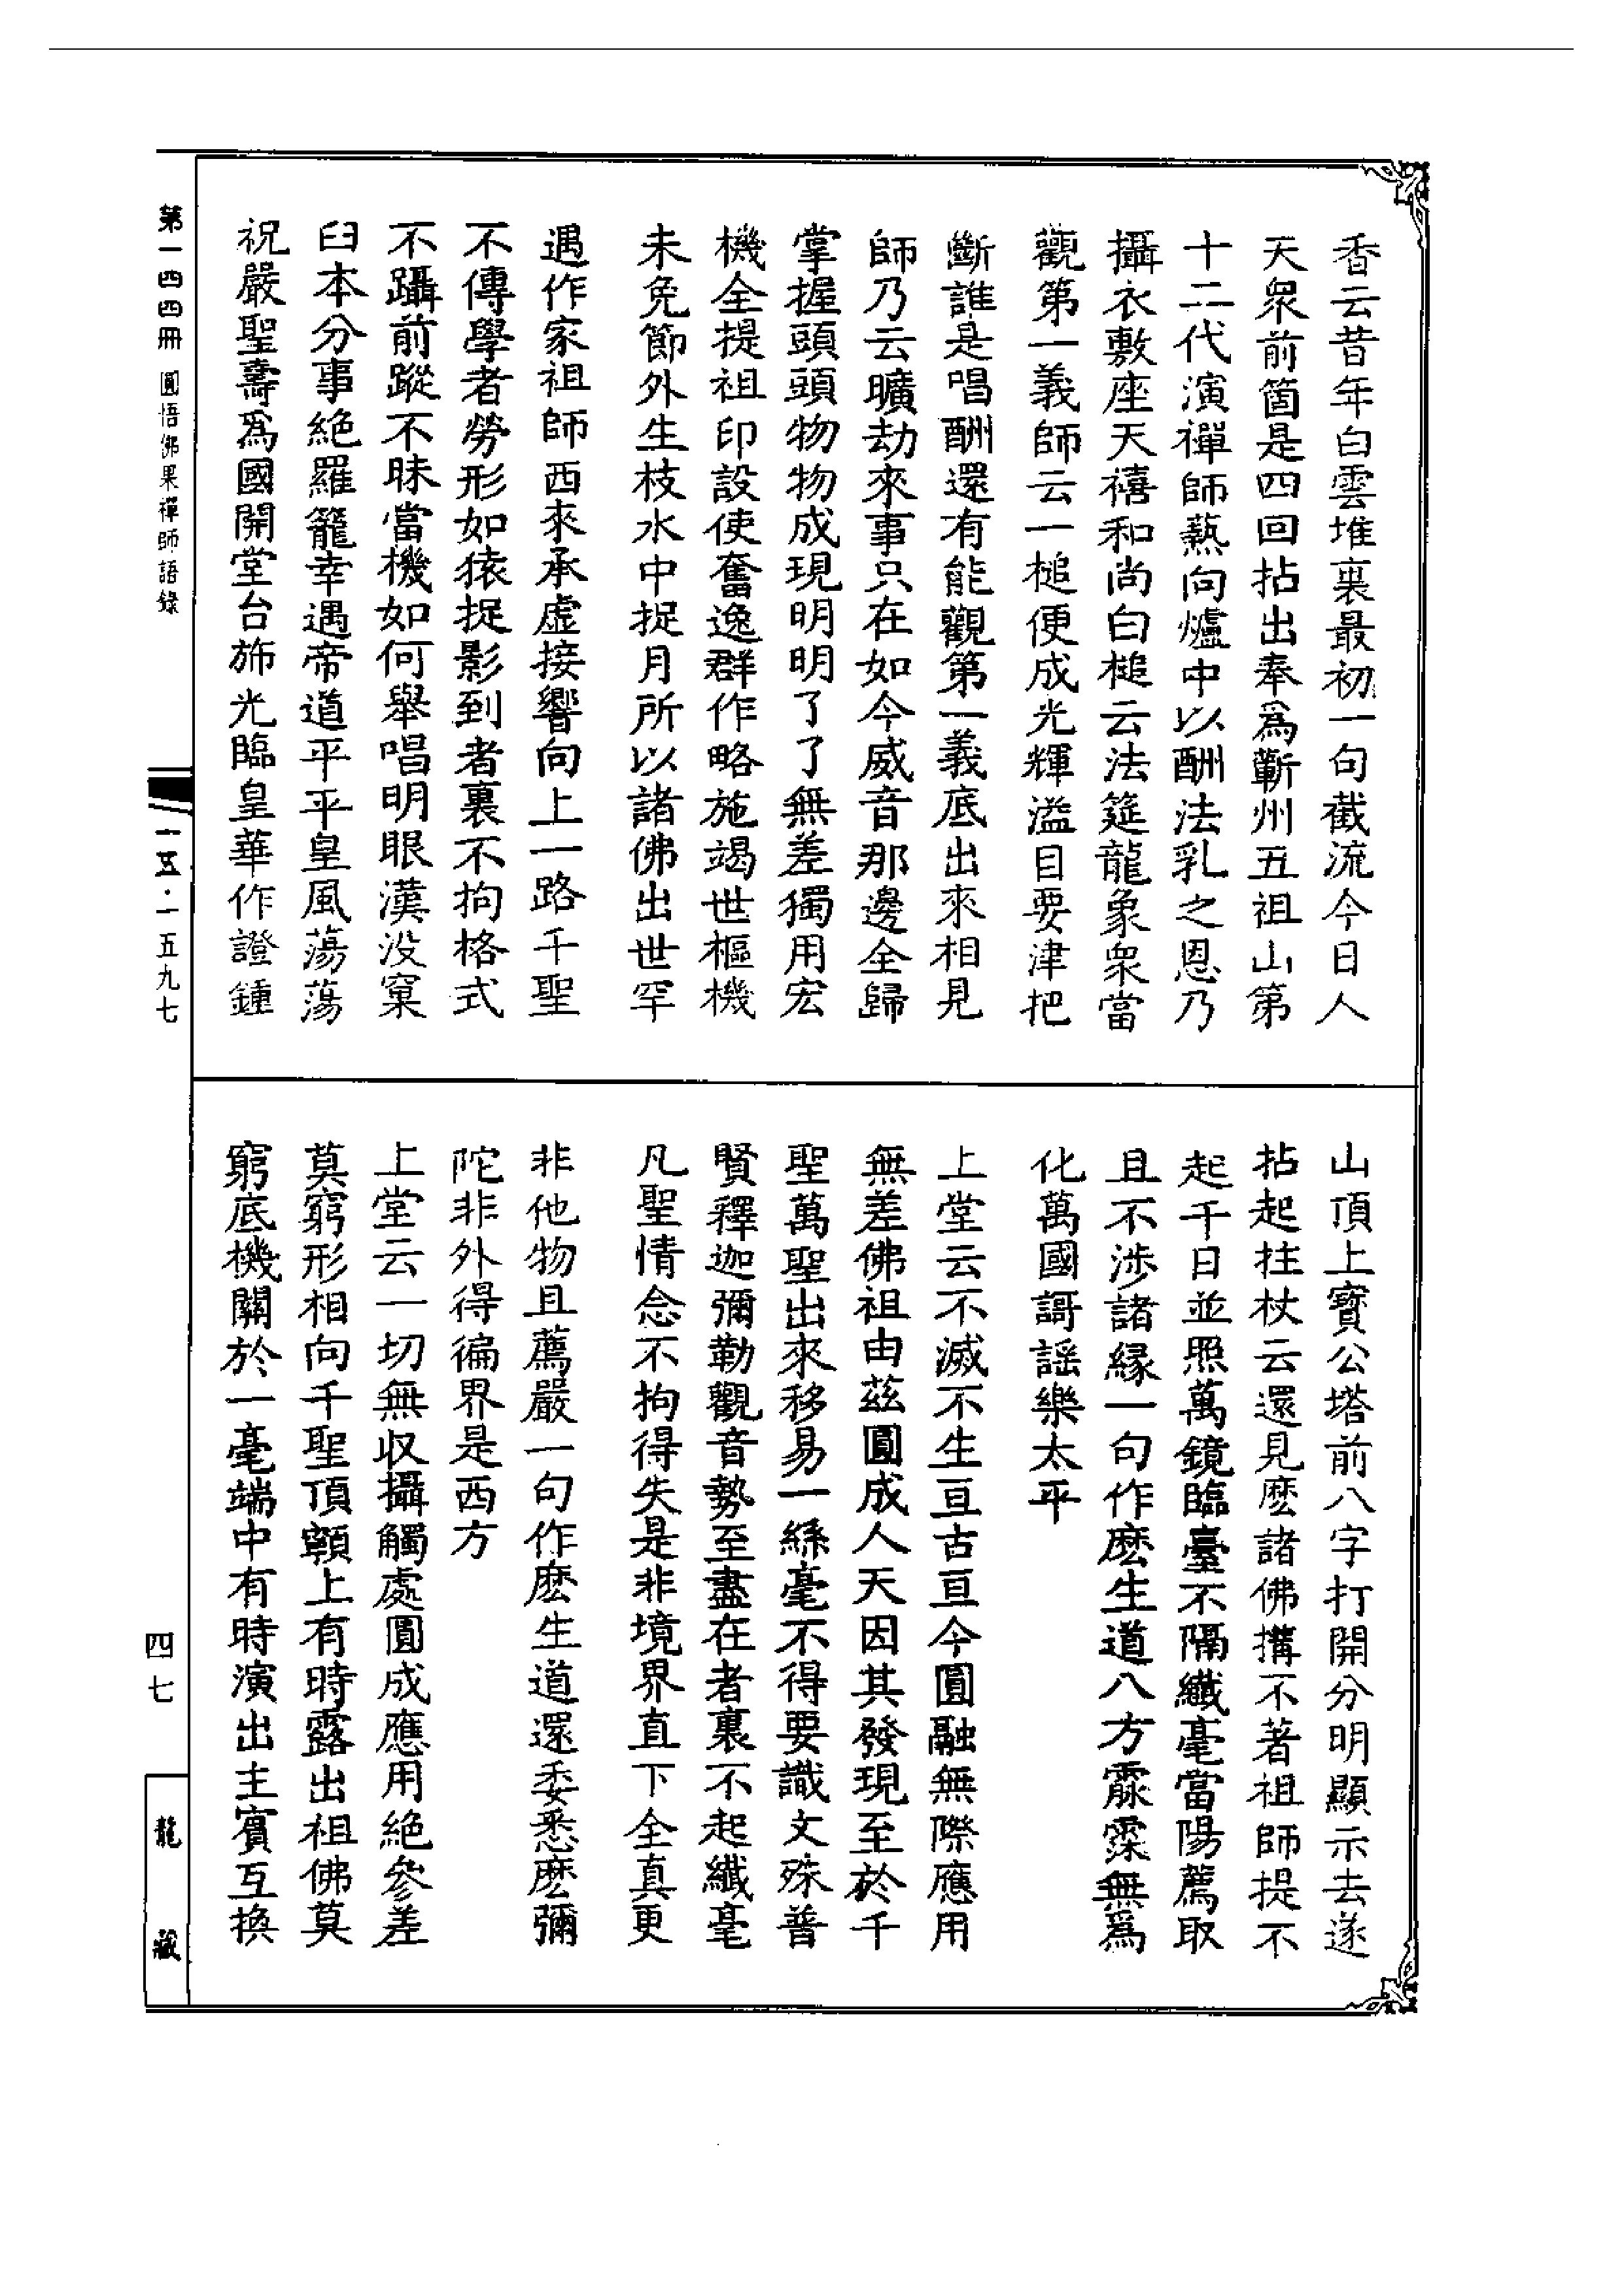 香云昔年白雲堆裏最初一句截流今日人
天衆前箇是四回拈出奉爲蘄州五祖山第
十二代演禪師爇向爐中以酬法乳之恩乃
攝衣敷座天禧和尚白槌云法筵龍象衆當
觀第一義師云一槌便成光輝溢目要津把
斷誰是唱酬還有能觀第一義底出來相見
師乃云曠劫來事只在如今威音那邊全歸
掌握頭頭物物成現明明了了無差獨用宏
機全提祖印設使奮逸群作略施竭世樞機
未免節外生枝水中捉月所以諸佛出世罕
遇作家祖師西來承虛接響向上一路千聖
不傳學者勞形如猿捉影到者裏不拘格式
不躡前蹤不昧當機如何舉唱明眼漢没窠
臼本分事絶羅籠幸遇帝道平平皇風蕩蕩
祝嚴聖壽爲國開堂台斾光臨皇華作證鍾
山頂上寶公塔前八字打開分明顯示去遂
拈起拄杖云還見麽諸佛搆不著祖師提不
起千日並照萬鏡臨臺不隔纖毫當陽薦取
且不涉諸緣一句作麽生道八方霢霂無爲
化萬國謌謡樂太平
上堂云不滅不生亘古亘今圓融無際應用
無差佛祖由茲圓成人天因其發現至於千
聖萬聖出來移易一絲毫不得要識文殊普
賢釋迦彌勒觀音勢至盡在者裏不起纖毫
凡聖情念不拘得失是非境界直下全真更
非他物且薦嚴一句作麽生道還委悉麽彌
陀非外得徧界是西方
上堂云一切無收攝觸處圓成應用絶參差
莫窮形相向千聖頂𩕳上有時露出祖佛莫
窮底機關於一毫端中有時演出主賓互換
第一四四冊 圓悟佛果禪師語錄
一五·一五九七
四七
龍藏